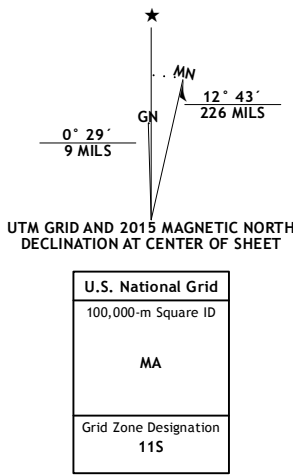 MN
GN
12° 43´
226 MILS
0° 29´
9 MILS
UTM GRID AND 2015 MAGNETIC NORTH
DECLINATION AT CENTER OF SHEET
U.S. National Grid
100,000-m Square ID
MA
Grid Zone Designation
11S